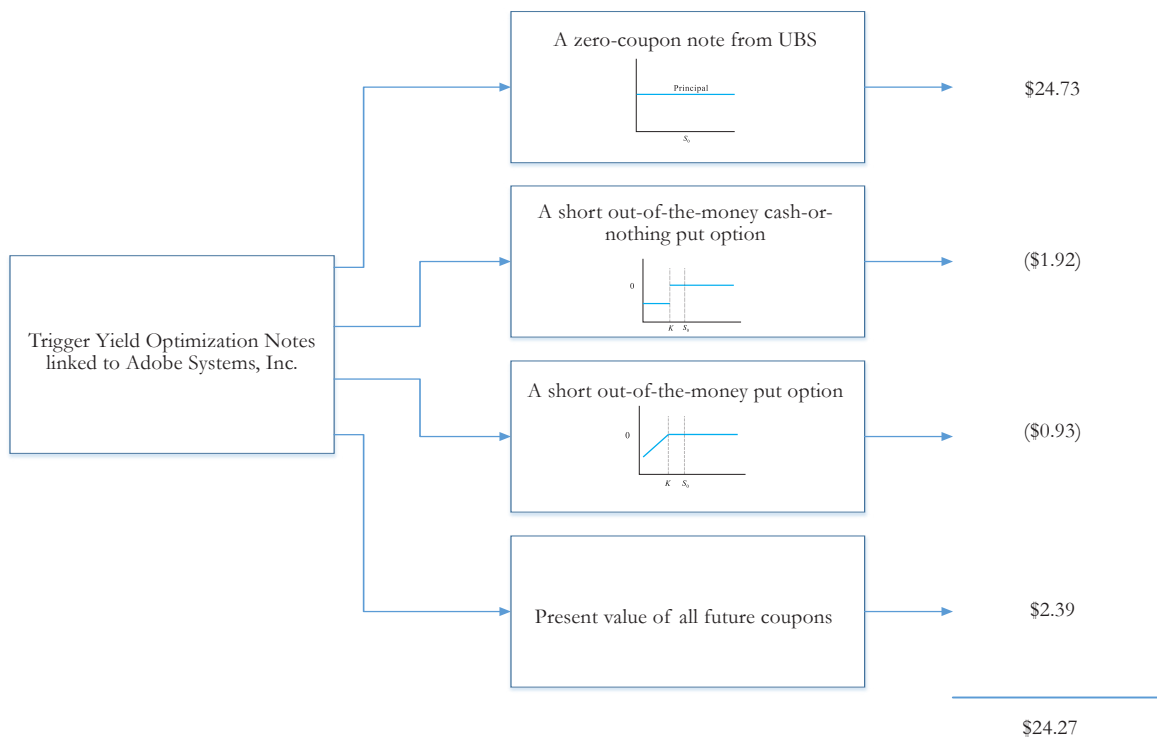 A zero-coupon note from UBS
Principal
S0
$24.73
A short out-of-the-money cash-or-
nothing put option
0
K S0
($1.92)
Trigger Yield Optimization Notes
linked to Adobe Systems, Inc.
A short out-of-the-money put option
0
K S0
($0.93)
Present value of all future coupons
$2.39
$24.27